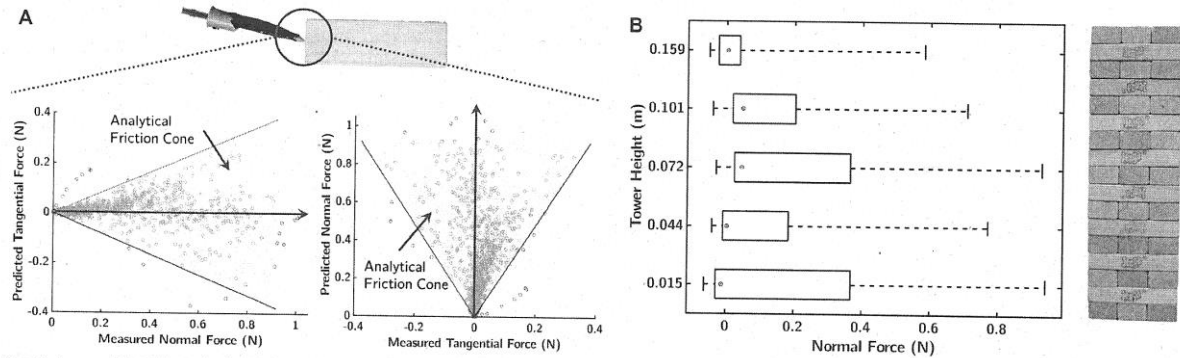 A
0.4
0.2
0
-0.2
-0.4
Predicted Tangential Force (N)
Analytical
Friction Cone
0
0.2
0.4
0.6
0.8
1
Measured Normal Force (N)
1
0.8
0.6
0.4
0.2
0
Predicted Normal Force (N)
Analytical
Friction Cone
-0.4
-0.2
0
0.2
0.4
Measured Tangential Force (N)
B
0.159
0.101
0.072
0.044
0.015
Tower Height (m)
0
0.2
0.4
0.6
0.8
Normal Force (N)